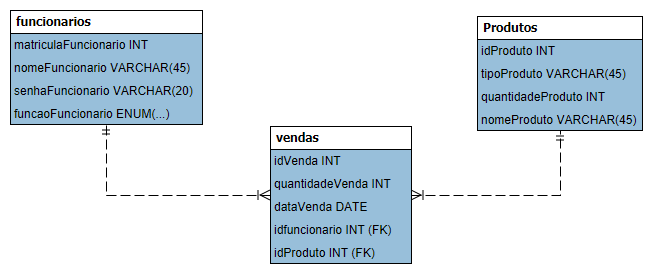 funcionarios
matriculaFuncionario INT
nomeFuncionario VARCHAR(45)
senhaFuncionario VARCHAR(20)
funcaoFuncionario ENUM(...)
Produtos
idProduto INT
tipoProduto VARCHAR(45)
quantidadeProduto INT
nomeProduto VARCHAR(45)
vendas
idVenda INT
quantidadeVenda INT
dataVenda DATE
idfuncionario INT (FK)
idProduto INT (FK)